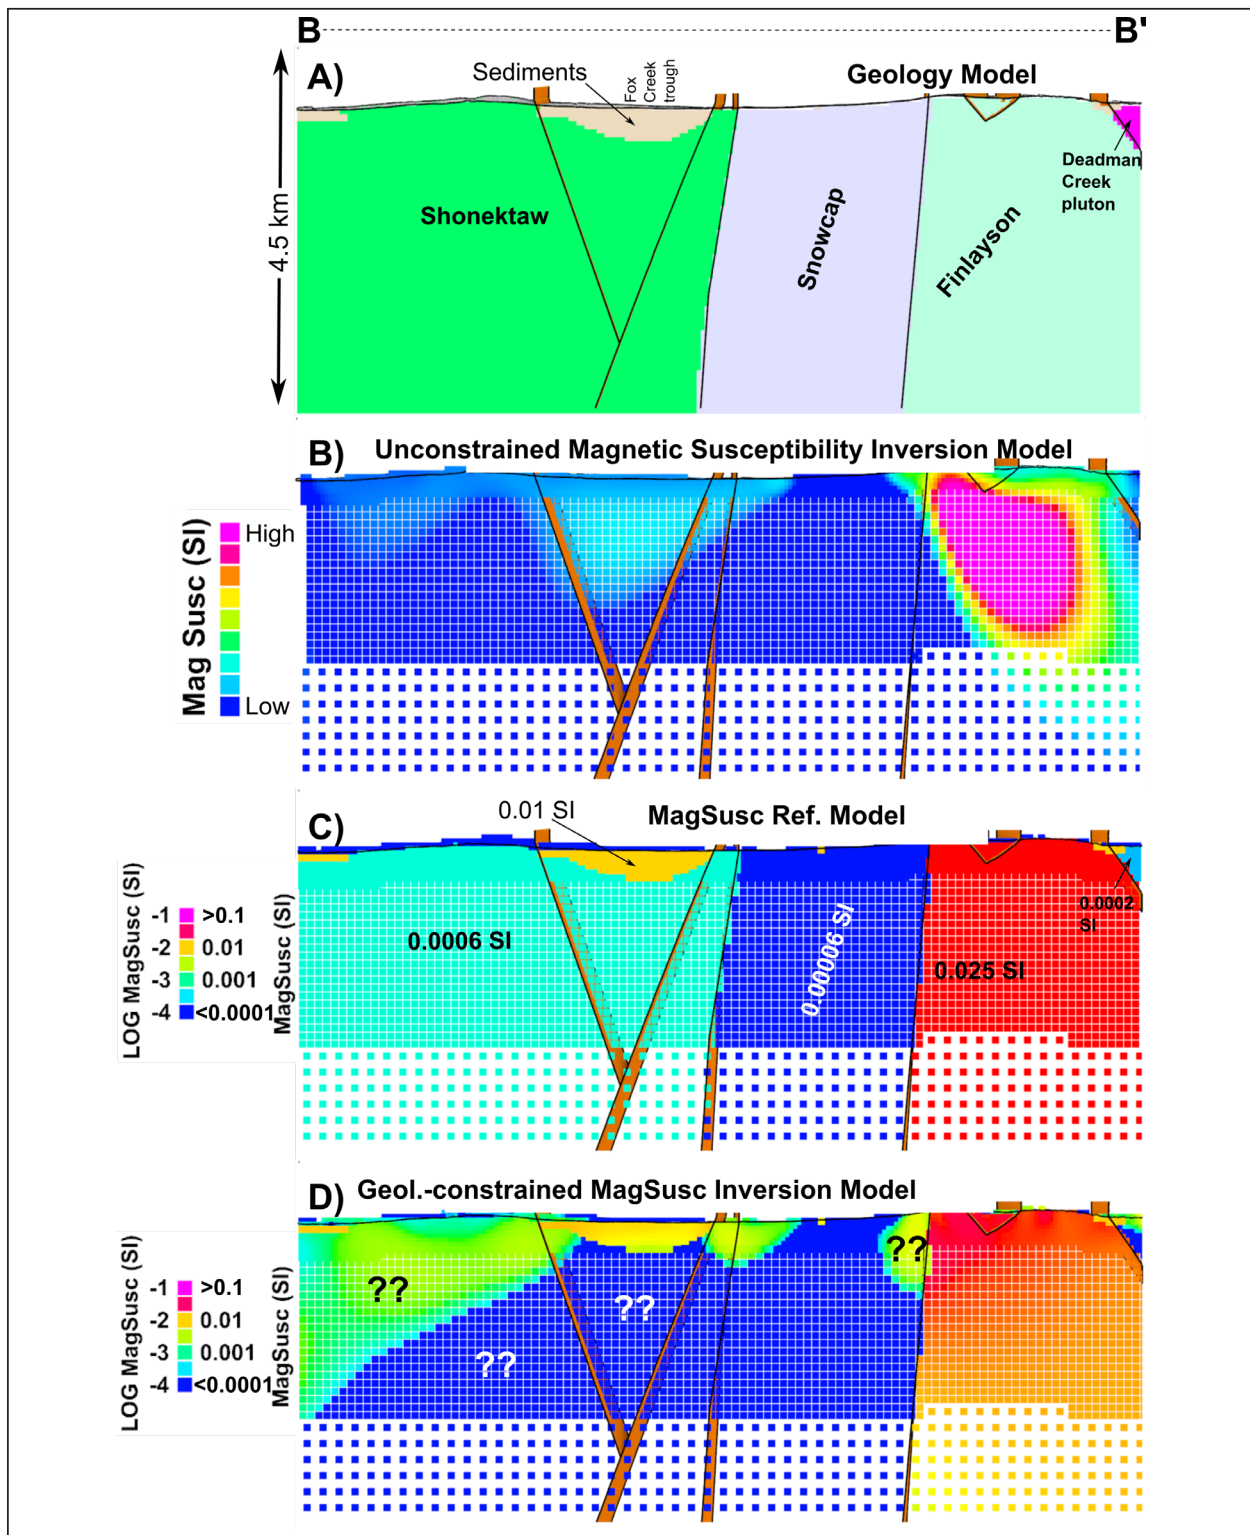 B B'
A)
Geology Model
Sediments
Fox
Creek
trough
4.5 km
Shonektaw
Snowcap
Finlayson
Deadman
Creek
pluton
B) Unconstrained Magnetic Susceptibility Inversion Model
Mag Susc (SI)
High
Low
C)
0.01 SI
MagSusc Ref. Model
LOG MagSusc (SI)
-1 >0.1
-2 0.01
-3 0.001
-4 <0.0001
MagSusc (SI)
0.0006 SI
0.00006 SI
0.025 SI
0.0002
SI
D) Geol.-constrained MagSusc Inversion Model
LOG MagSusc (SI)
-1 >0.1
-2 0.01
-3 0.001
-4 <0.0001
MagSusc (SI)
??
??
??
??